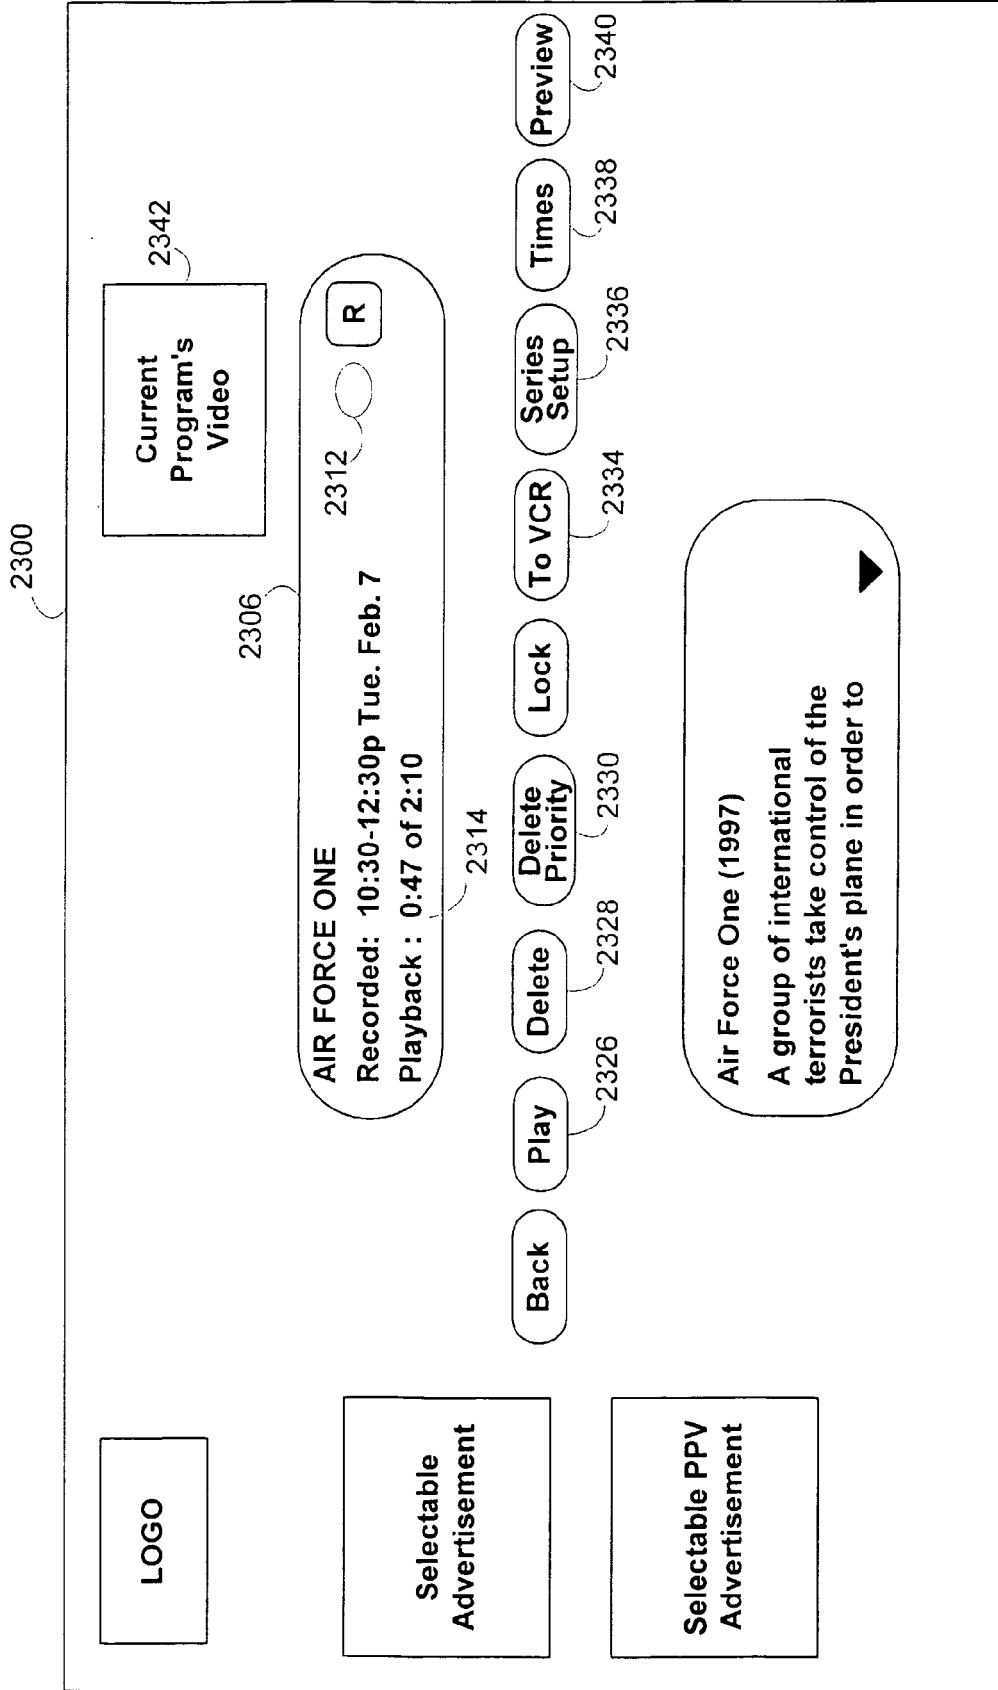 2300
LOGO
Current
Program's
Video
2342
2306
AIR FORCE ONE
Recorded: 10:30-12:30p Tue. Feb. 7
Playback : 0:47 of 2:10
R
2312
2314
Selectable
Advertisement
Back
Play
Delete
Delete
Priority
Lock
To VCR
Series
Setup
Times
Preview
2326
2328
2330
2334
2336
2338
2340
Selectable PPV
Advertisement
Air Force One (1997)
A group of international
terrorists take control of the
President's plane in order to